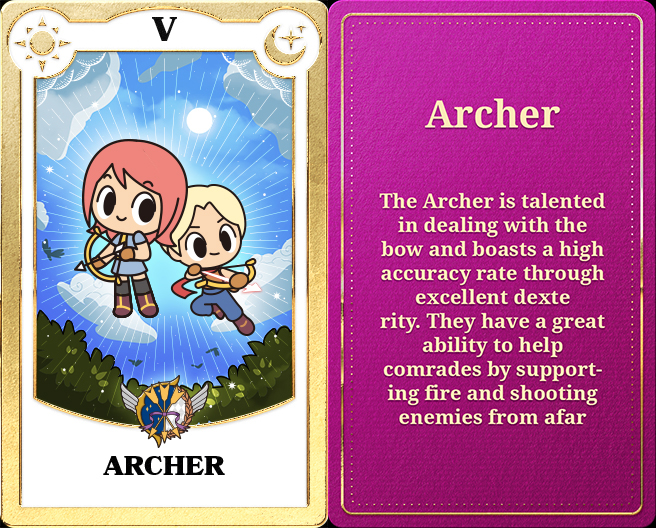 V
ARCHER
Archer
The Archer is talented
in dealing with the
bow and boasts a high
accuracy rate through
excellent dexte
rity. They have a great
ability to help
comrades by support-
ing fire and shooting
enemies from afar